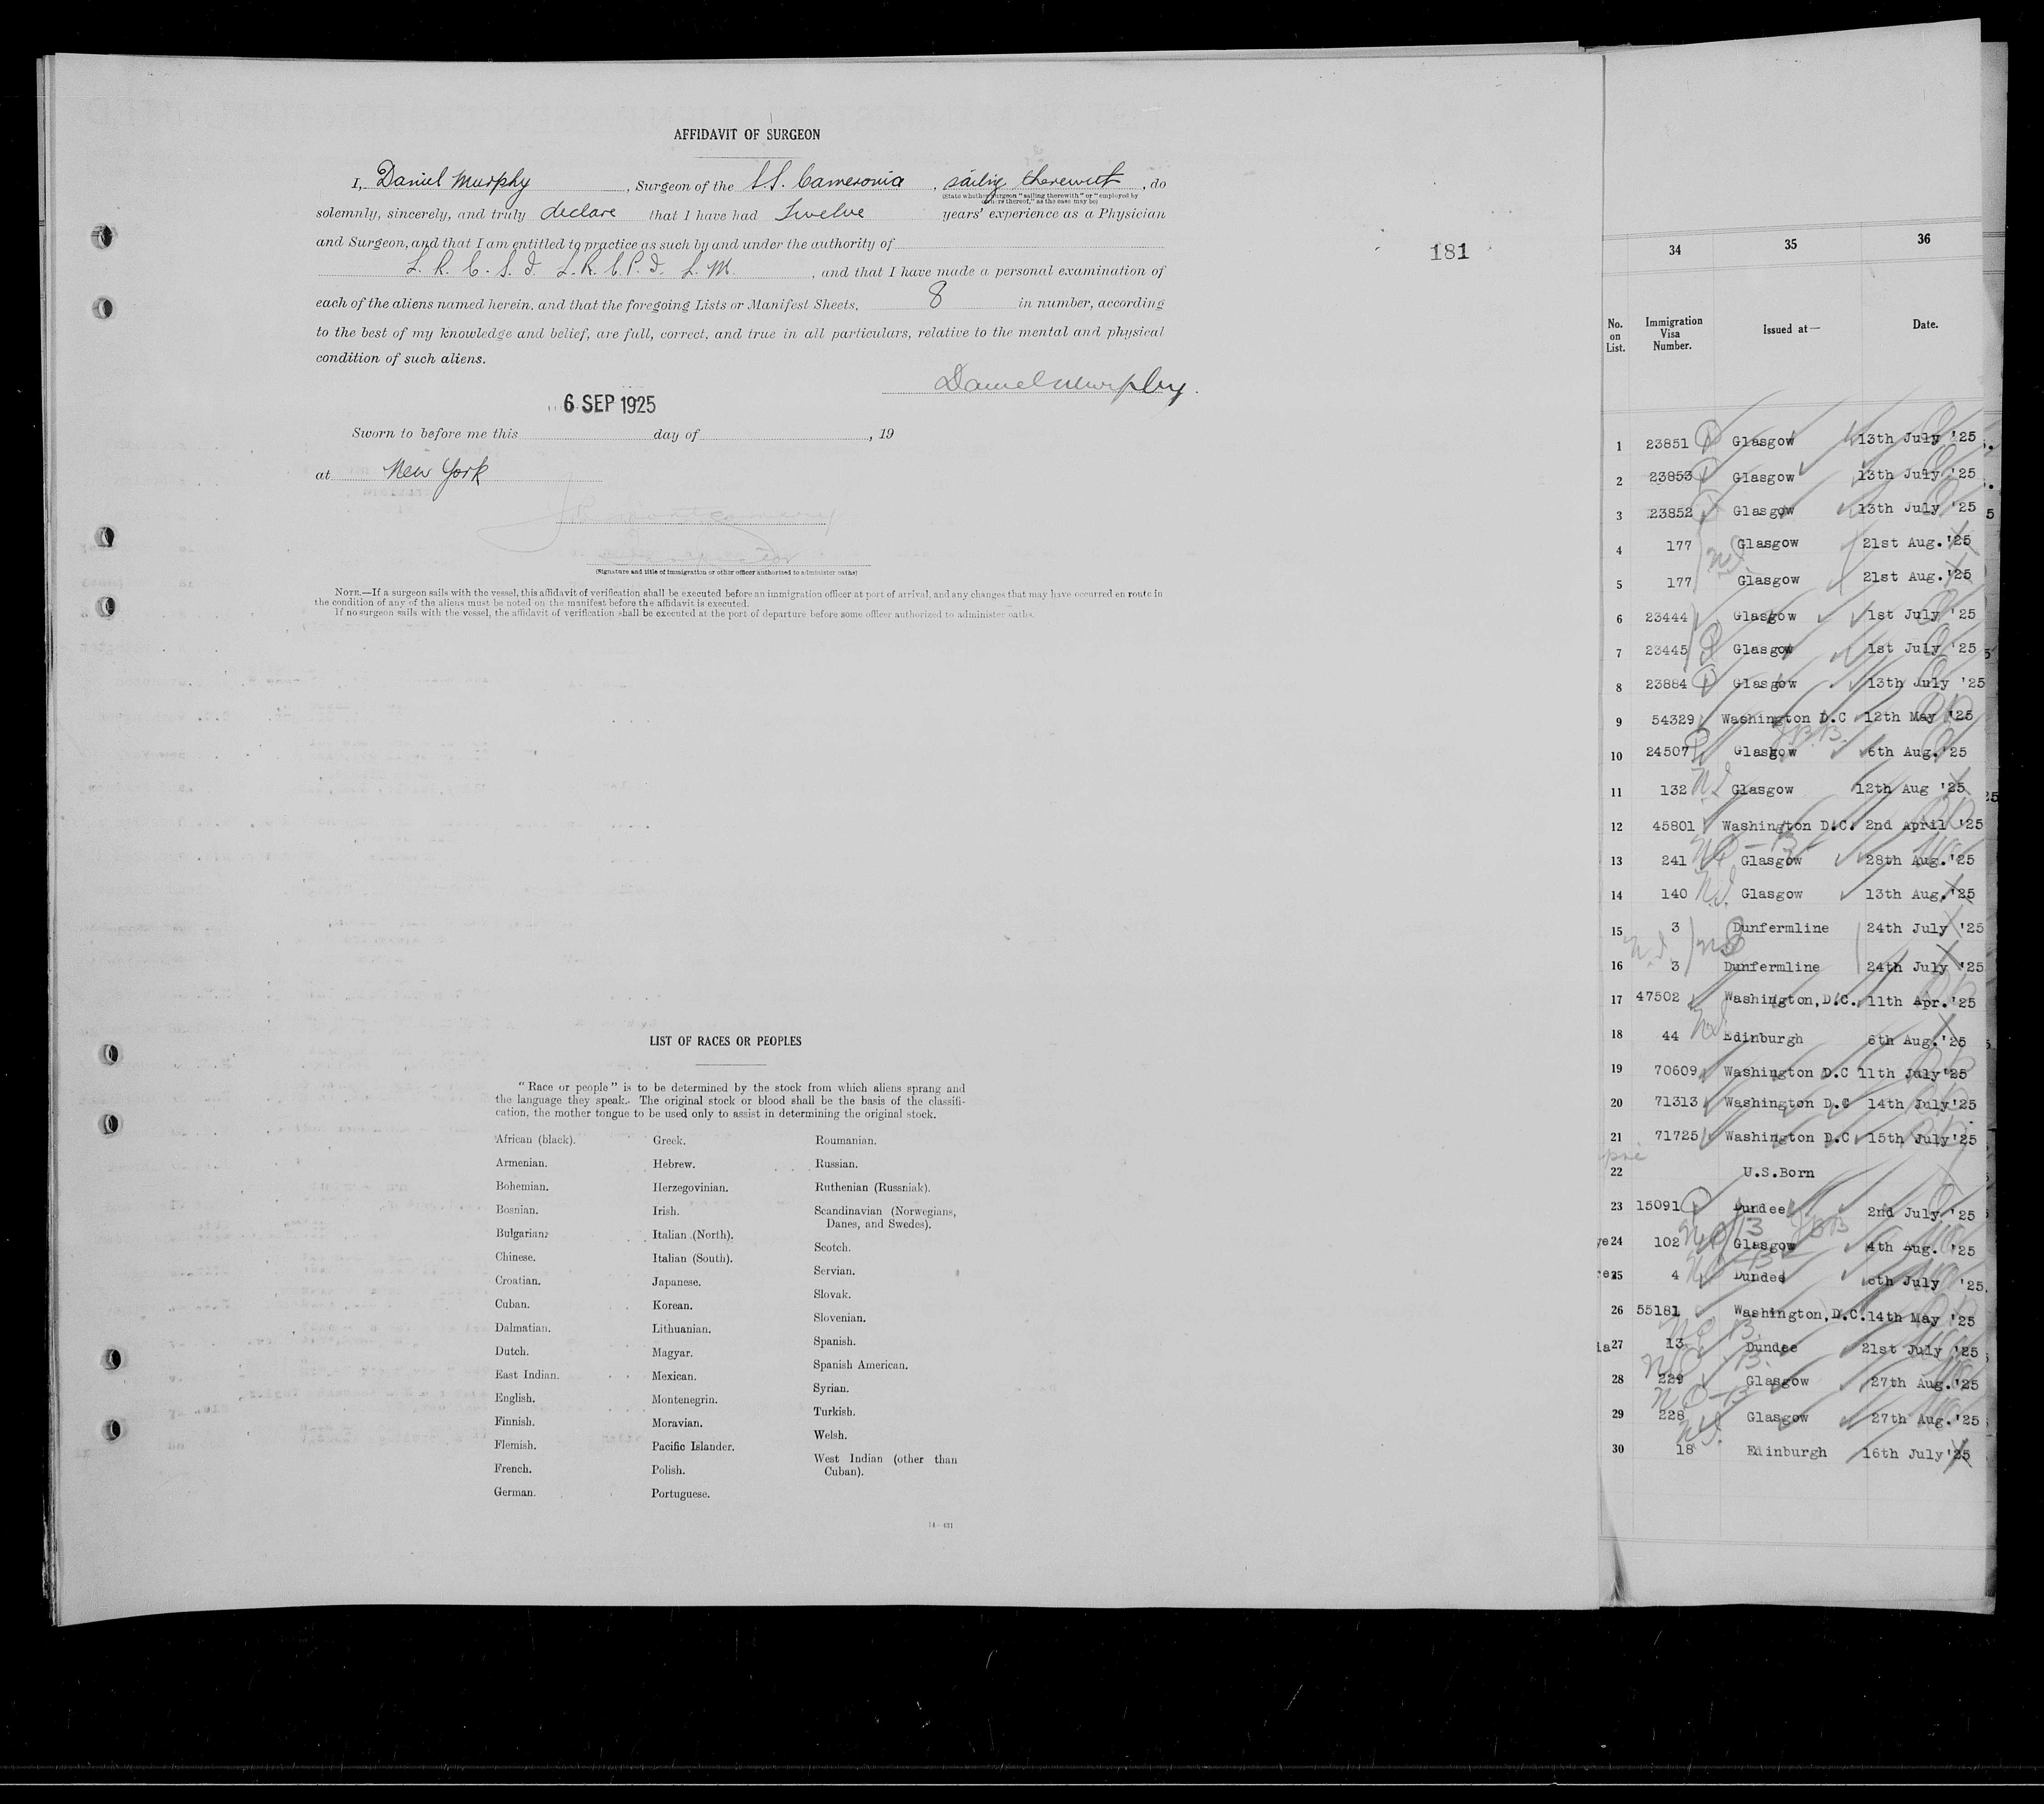 AFFIDAVIT OF SURGEON
I, Daniel Murphy, Surgeon of the S.S. Cameronia, sailing therewith, do
(State whether surgeon "sailing therewith" or "employed by
owners thereof," as the case may be)
solemnly, sincerely, and truly declare that I have had Twelve years' experience as a Physician
and Surgeon, and that I am entitled to practice as such by and under the authority of
L. R. C. S. I. L. R. C. P. I. L. M., and that I have made a personal examination of
each of the aliens named herein, and that the foregoing Lists or Manifest Sheets, 8 in number, according
to the best of my knowledge and belief, are full, correct, and true in all particulars, relative to the mental and physical
condition of such aliens.
Daniel Murphy.
6 SEP 1925
Sworn to before me this day of, 19
at New York
(Signature and title of immigration or other officer authorized to administer oaths)
NOTE.—If a surgeon sails with the vessel, this affidavit of verification shall be executed before an immigration officer at port of arrival, and any changes that may have occurred en route in
the condition of any of the aliens must be noted on the manifest before the affidavit is executed.
If no surgeon sails with the vessel, the affidavit of verification shall be executed at the port of departure before some officer authorized to administer oaths.
181
LIST OF RACES OR PEOPLES
"Race or people" is to be determined by the stock from which aliens sprang and
the language they speak. The original stock or blood shall be the basis of the classifi-
cation, the mother tongue to be used only to assist in determining the original stock.
African (black).
Armenian.
Bohemian.
Bosnian.
Bulgarian.
Chinese.
Croatian.
Cuban.
Dalmatian.
Dutch.
East Indian.
English.
Finnish.
Flemish.
French.
German.
Greek.
Hebrew.
Herzegovinian.
Irish.
Italian (North).
Italian (South).
Japanese.
Korean.
Lithuanian.
Magyar.
Mexican.
Montenegrin.
Moravian.
Pacific Islander.
Polish.
Portuguese.
Roumanian.
Russian.
Ruthenian (Russniak).
Scandinavian (Norwegians,
Danes, and Swedes).
Scotch.
Servian.
Slovak.
Slovenian.
Spanish.
Spanish American.
Syrian.
Turkish.
Welsh.
West Indian (other than
Cuban).
34 35 36
No. on List. Immigration Visa Number. Issued at— Date.
1 23851 Glasgow 13th July '25
2 23853 Glasgow 13th July '25
3 23852 Glasgow 13th July '25
4 177 Glasgow 21st Aug. '25
5 177 Glasgow 21st Aug. '25
6 23444 Glasgow 1st July '25
7 23445 Glasgow 1st July '25
8 23884 Glasgow 13th July '25
9 54329 Washington D.C 12th May '25
10 24507 Glasgow 6th Aug. '25
11 132 Glasgow 12th Aug '25
12 45801 Washington D.C. 2nd April '25
13 241 Glasgow 28th Aug. '25
14 140 Glasgow 13th Aug. '25
15 3 Dunfermline 24th July '25
16 3 Dunfermline 24th July '25
17 47502 Washington, D.C. 11th Apr. '25
18 44 Edinburgh 6th Aug. '25
19 70609 Washington D.C 11th July '25
20 71313 Washington D.C 14th July '25
21 71725 Washington D.C 15th July '25
22 U.S.Born
23 15091 Dundee 2nd July '25
24 102 Glasgow 4th Aug. '25
25 4 Dundee 6th July '25
26 55181 Washington, D.C. 14th May '25
27 13 Dundee 21st July '25
28 229 Glasgow 27th Aug. '25
29 228 Glasgow 27th Aug. '25
30 18 Edinburgh 16th July '25